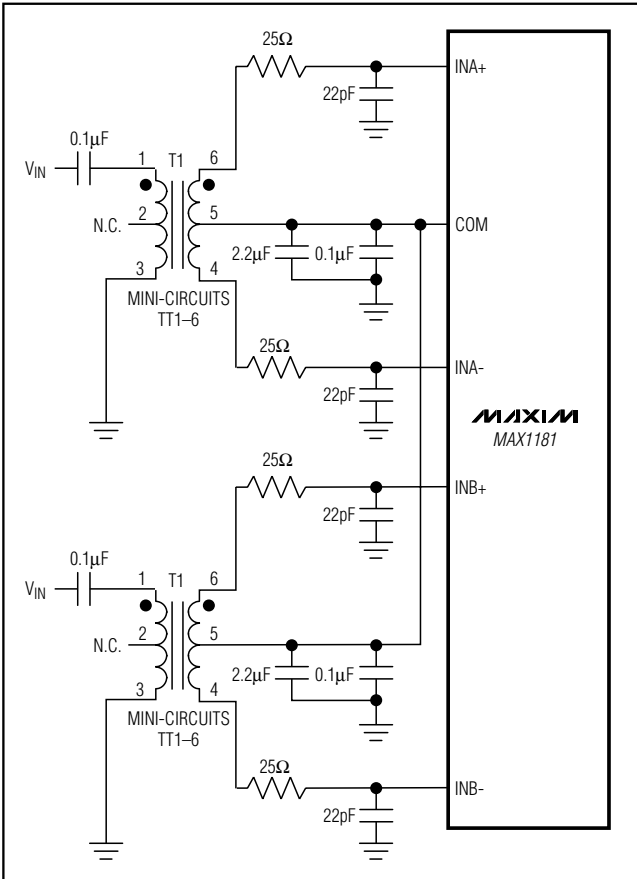 25Ω
INA+
22pF
0.1μF
VIN
1
T1
6
N.C.
2
5
COM
2.2μF
0.1μF
3
4
MINI-CIRCUITS
TT1–6
25Ω
INA-
22pF
MAXIM
MAX1181
25Ω
INB+
22pF
0.1μF
VIN
1
T1
6
N.C.
2
5
2.2μF
0.1μF
3
4
MINI-CIRCUITS
TT1–6
25Ω
INB-
22pF